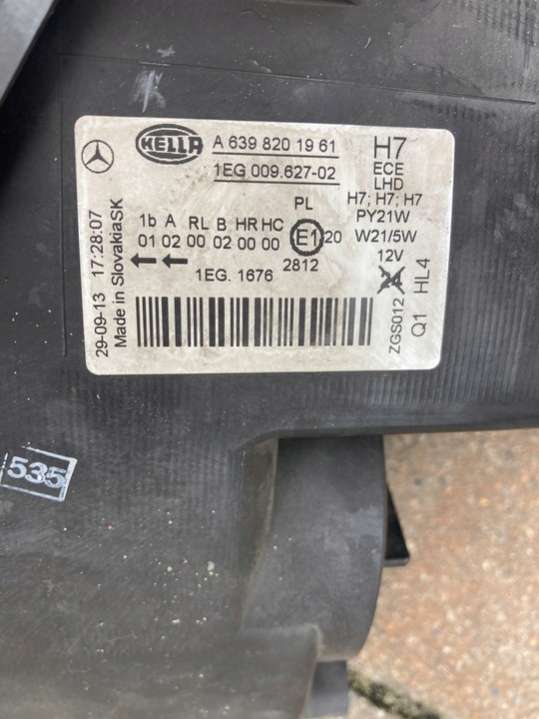 HELLA
A 639 820 19 61
1EG 009.627-02
H7
ECE
LHD
H7; H7; H7
PY21W
W21/5W
12V
PL
1b A RL B HR HC
01 02 00 02 00 00
E1
20
2812
1EG. 1676
29-09-13 17:28:07
Made in SlovakiaSK
ZGS012
Q1 HL4
535